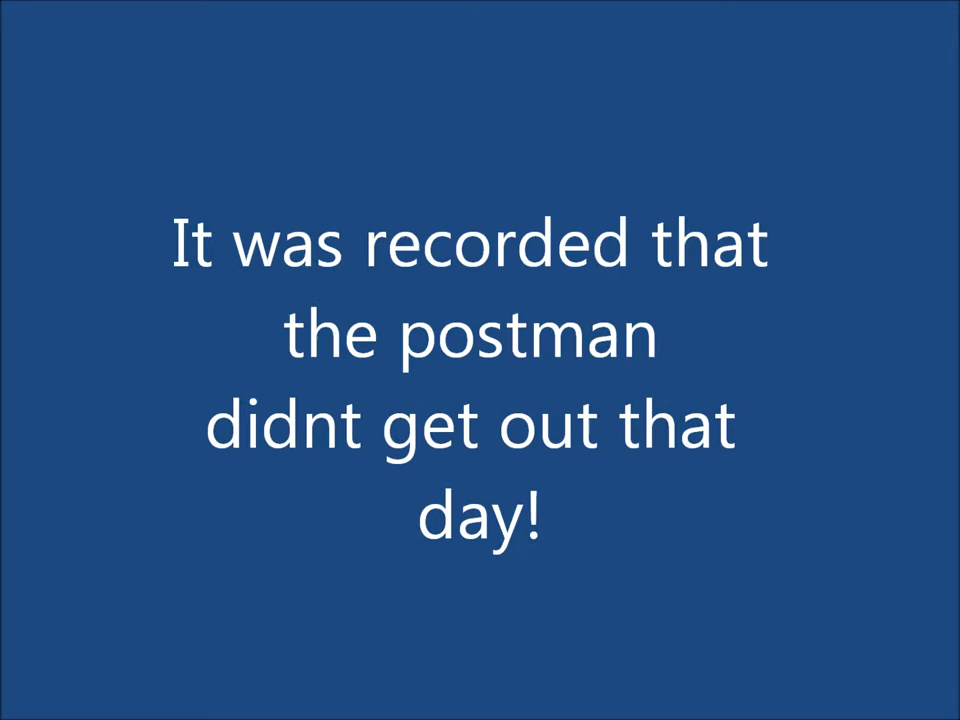 It was recorded that
the postman
didnt get out that
day!